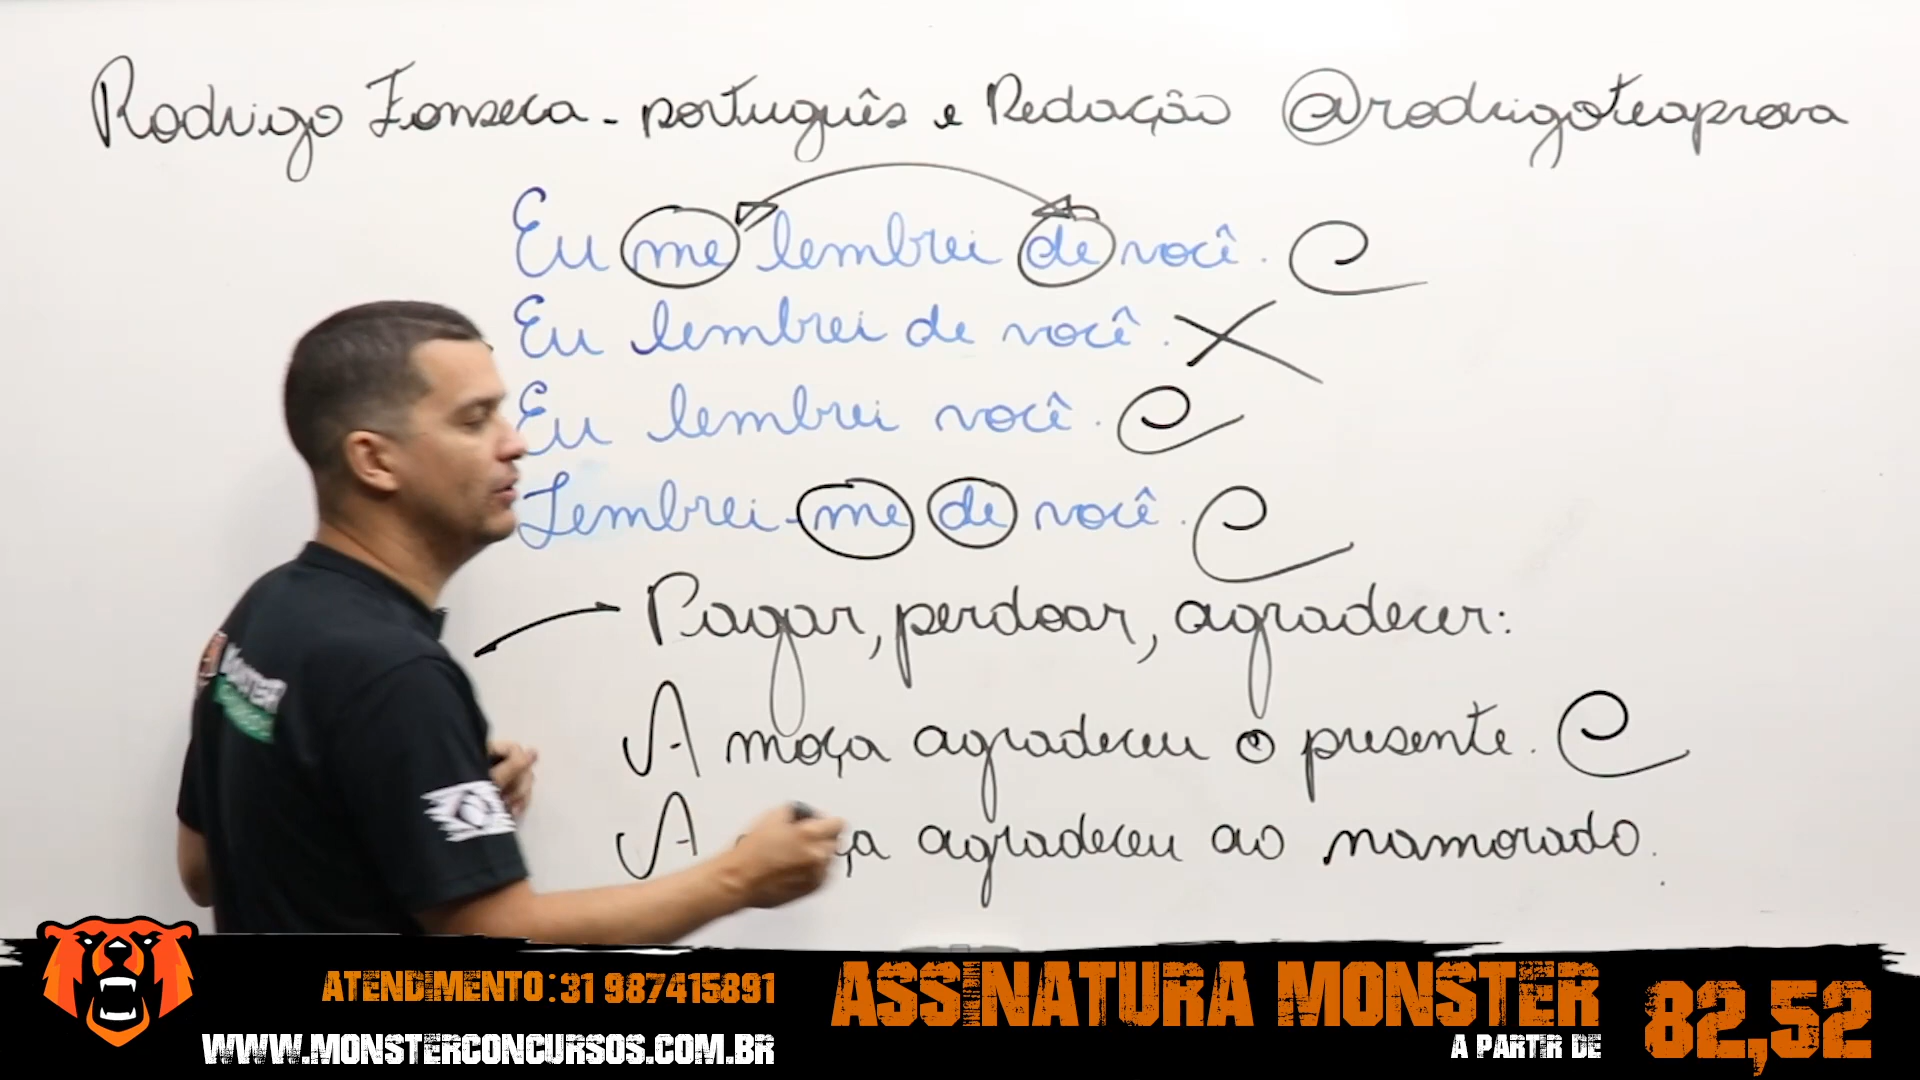 Rodrigo Fonseca - português e Redação @rodrigoteaprova
Eu me lembrei de você. C
Eu lembrei de você. X
Eu lembrei você. C
Lembrei-me de você. C
Pagar, perdoar, agradecer:
A moça agradeceu o presente. C
A agradeceu ao namorado.
ATENDIMENTO: 31 987415891
WWW.MONSTERCONCURSOS.COM.BR
ASSINATURA MONSTER
A PARTIR DE
82,52